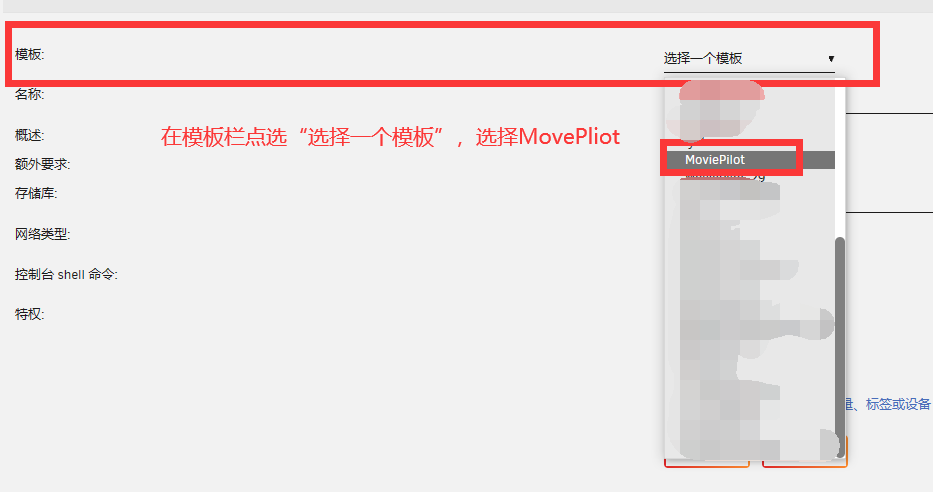 模板:
选择一个模板
名称:
概述:
在模板栏点选“选择一个模板”，选择MovePliot
MoviePilot
额外要求:
存储库:
网络类型:
控制台 shell 命令:
特权:
、标签或设备